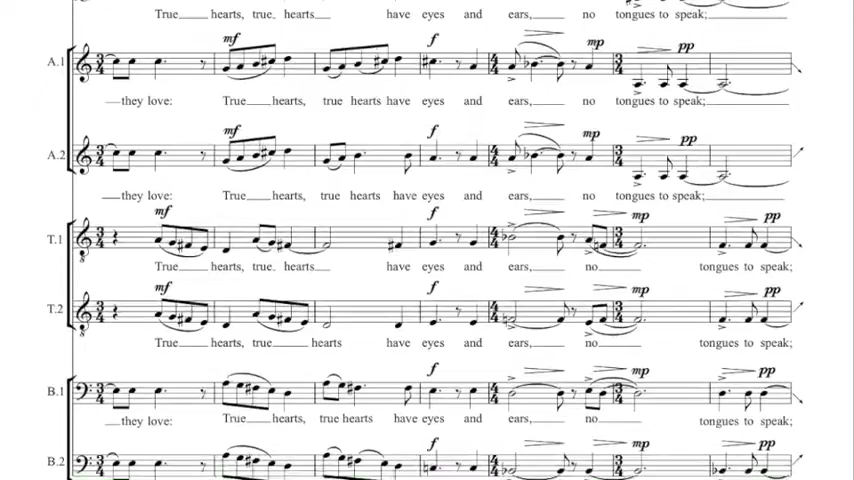 True hearts, true hearts have eyes and ears, no tongues to speak;
A.1 mf f mp pp
they love: True hearts, true hearts have eyes and ears, no tongues to speak;
A.2 mf f mp pp
they love: True hearts, true hearts have eyes and ears, no tongues to speak;
T.1 mf f mp pp
True hearts, true hearts have eyes and ears, no tongues to speak;
T.2 mf f mp pp
True hearts, true hearts have eyes and ears, no tongues to speak;
B.1 f mp pp
they love: True hearts, true hearts have eyes and ears, no tongues to speak;
B.2 f mp pp